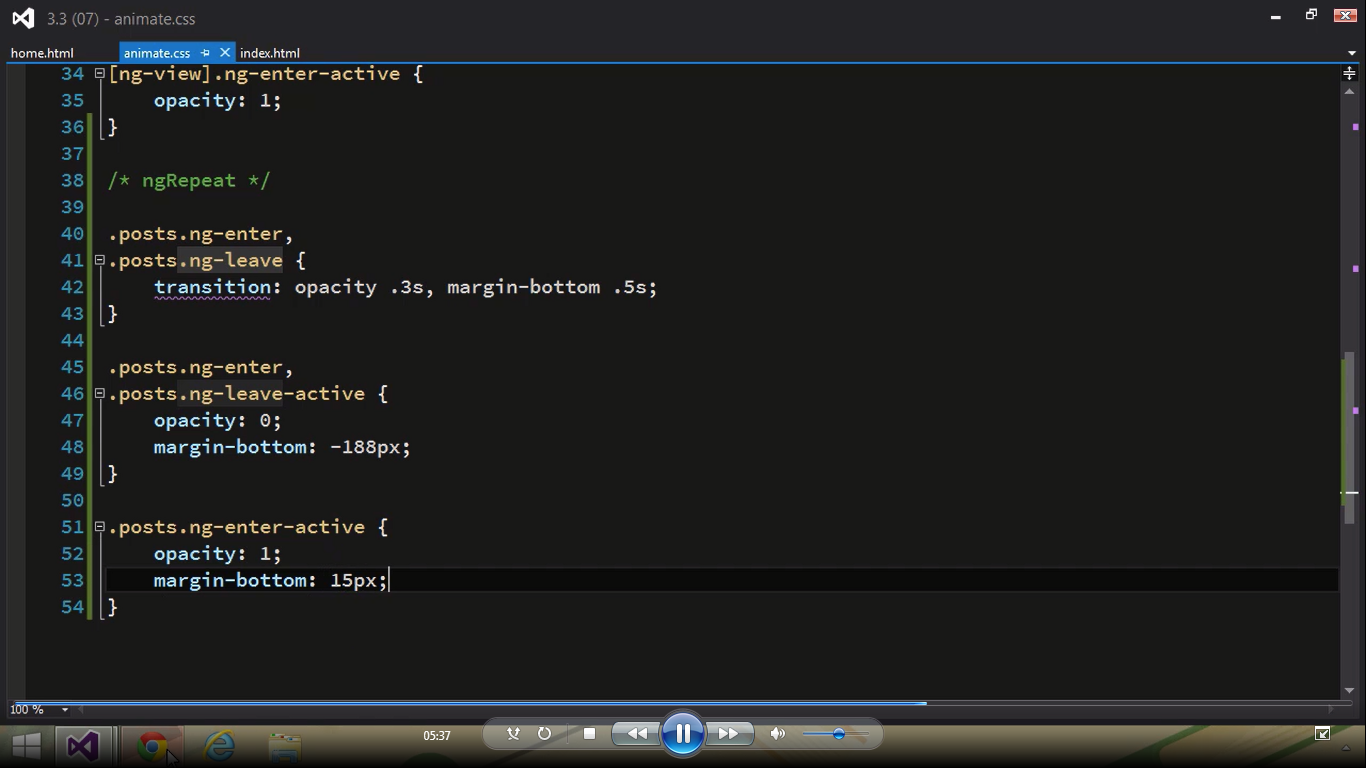 3.3 (07) - animate.css
home.html animate.css index.html
34 [ng-view].ng-enter-active {
35 opacity: 1;
36 }
37
38 /* ngRepeat */
39
40 .posts.ng-enter,
41 .posts.ng-leave {
42 transition: opacity .3s, margin-bottom .5s;
43 }
44
45 .posts.ng-enter,
46 .posts.ng-leave-active {
47 opacity: 0;
48 margin-bottom: -188px;
49 }
50
51 .posts.ng-enter-active {
52 opacity: 1;
53 margin-bottom: 15px;
54 }
100 %
05:37